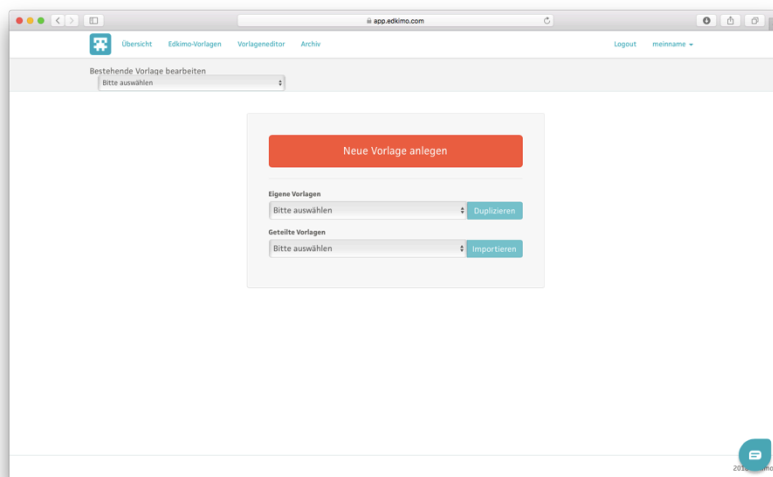 app.edkimo.com
Übersicht Edkimo-Vorlagen Vorlageneditor Archiv Logout meinname
Bestehende Vorlage bearbeiten
Bitte auswählen
Neue Vorlage anlegen
Eigene Vorlagen
Bitte auswählen Duplizieren
Geteilte Vorlagen
Bitte auswählen Importieren